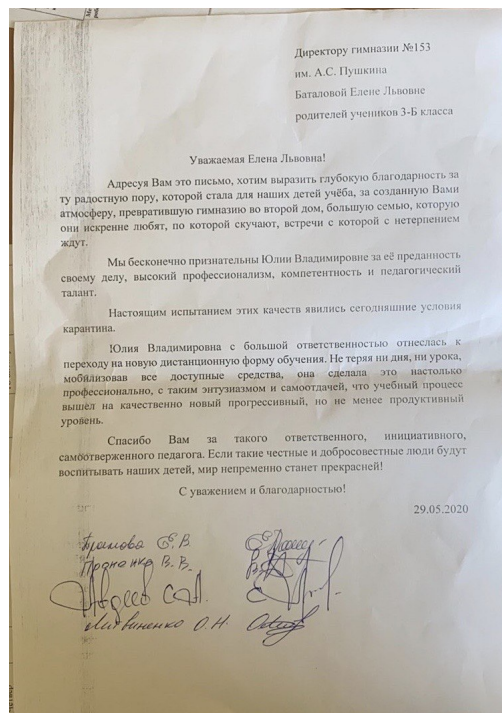 Директору гимназии №153
им. А.С. Пушкина
Баталовой Елене Львовне
родителей учеников 3-Б класса
Уважаемая Елена Львовна!
Адресуя Вам это письмо, хотим выразить глубокую благодарность за
ту радостную пору, которой стала для наших детей учёба, за созданную Вами
атмосферу, превратившую гимназию во второй дом, большую семью, которую
они искренне любят, по которой скучают, встречи с которой с нетерпением
ждут.
Мы бесконечно признательны Юлии Владимировне за её преданность
своему делу, высокий профессионализм, компетентность и педагогический
талант.
Настоящим испытанием этих качеств явились сегодняшние условия
карантина.
Юлия Владимировна с большой ответственностью отнеслась к
переходу на новую дистанционную форму обучения. Не теряя ни дня, ни урока,
мобилизовав все доступные средства, она сделала это настолько
профессионально, с таким энтузиазмом и самоотдачей, что учебный процесс
вышел на качественно новый прогрессивный, но не менее продуктивный
уровень.
Спасибо Вам за такого ответственного, инициативного,
самоотверженного педагога. Если такие честные и добросовестные люди будут
воспитывать наших детей, мир непременно станет прекрасней!
С уважением и благодарностью!
29.05.2020
Е.В.
В.В.
Авдеев С.А.
Литвиненко О.Н.